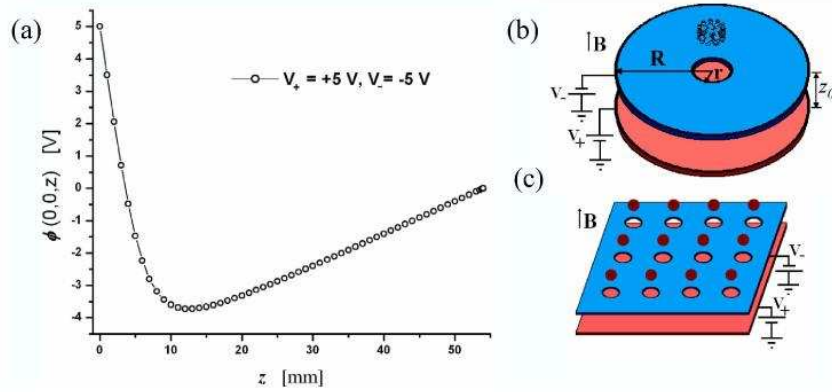 (a)
V₊ = +5 V, V₋= -5 V
ϕ (0,0,z) [V]
5
4
3
2
1
0
-1
-2
-3
-4
0 10 20 30 40 50
z [mm]
(b)
B
R
r
z₀
V₋
V₊
(c)
B
V₋
V₊